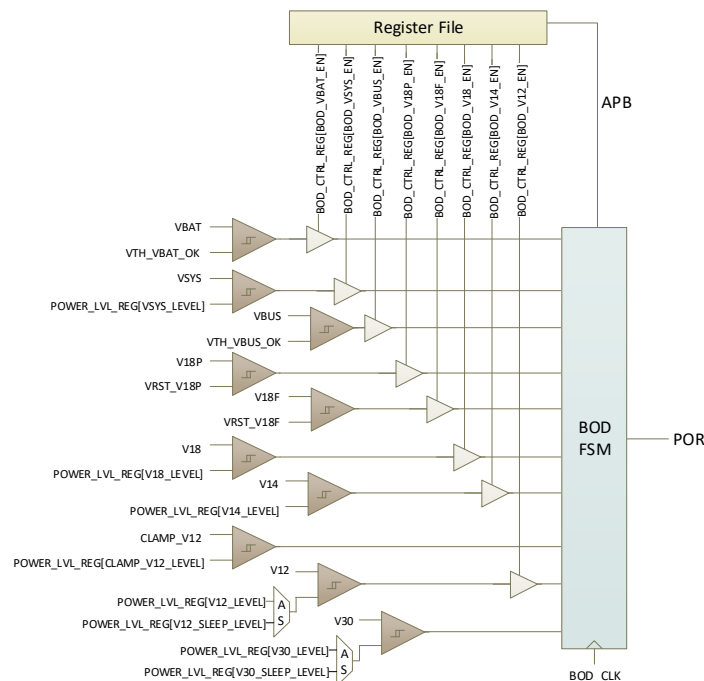 Register File
APB
BOD_CTRL_REG[BOD_VBAT_EN]
BOD_CTRL_REG[BOD_VSYS_EN]
BOD_CTRL_REG[BOD_VBUS_EN]
BOD_CTRL_REG[BOD_V18P_EN]
BOD_CTRL_REG[BOD_V18F_EN]
BOD_CTRL_REG[BOD_V18_EN]
BOD_CTRL_REG[BOD_V14_EN]
BOD_CTRL_REG[BOD_V12_EN]
VBAT
VTH_VBAT_OK
VSYS
POWER_LVL_REG[VSYS_LEVEL]
VBUS
VTH_VBUS_OK
V18P
VRST_V18P
V18F
VRST_V18F
V18
POWER_LVL_REG[V18_LEVEL]
V14
POWER_LVL_REG[V14_LEVEL]
CLAMP_V12
POWER_LVL_REG[CLAMP_V12_LEVEL]
V12
POWER_LVL_REG[V12_LEVEL]
A
POWER_LVL_REG[V12_SLEEP_LEVEL]
S
V30
POWER_LVL_REG[V30_LEVEL]
A
POWER_LVL_REG[V30_SLEEP_LEVEL]
S
BOD
FSM
POR
BOD_CLK